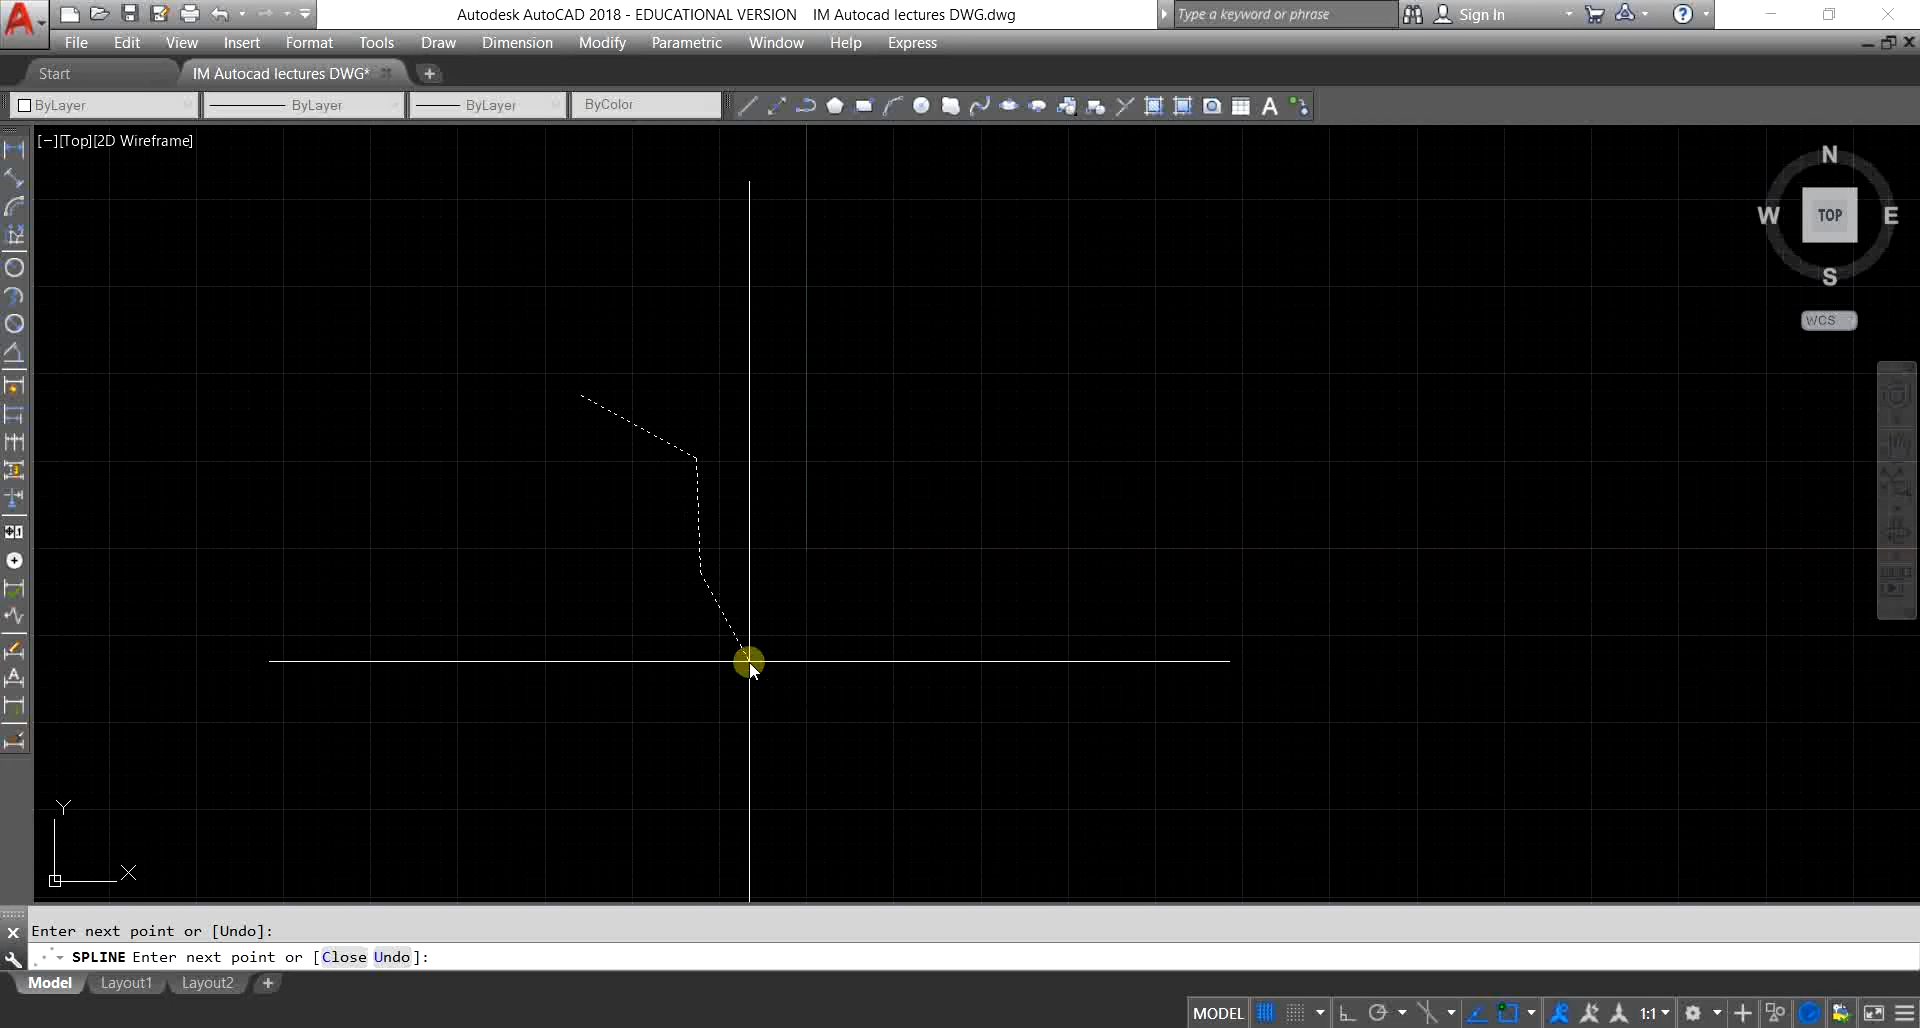 Autodesk AutoCAD 2018 - EDUCATIONAL VERSION IM Autocad lectures DWG.dwg
Type a keyword or phrase
Sign In
File Edit View Insert Format Tools Draw Dimension Modify Parametric Window Help Express
Start
IM Autocad lectures DWG*
ByLayer
ByLayer
ByLayer
ByColor
[−][Top][2D Wireframe]
N
W
TOP
E
S
WCS
Y
X
Enter next point or [Undo]:
SPLINE Enter next point or [Close Undo]:
Model Layout1 Layout2 +
MODEL
1:1